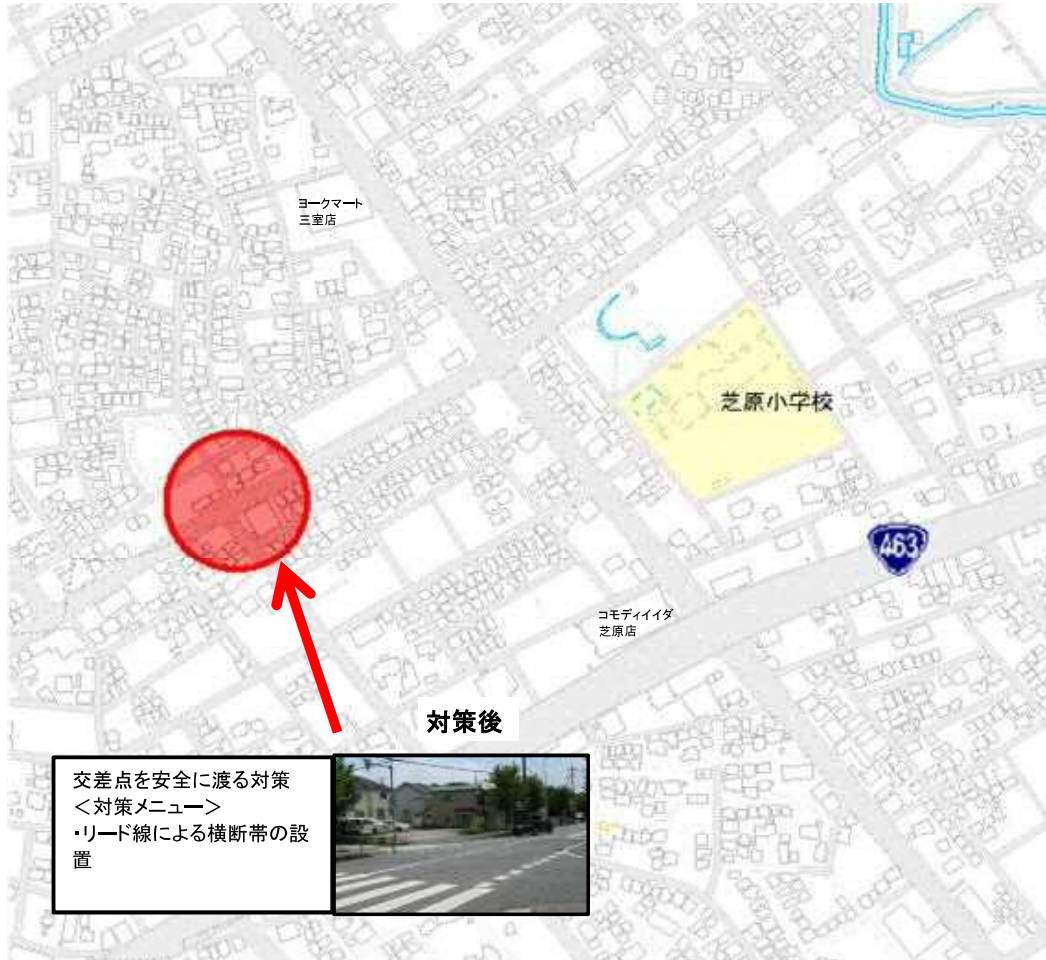 ヨークマート
三室店
芝原小学校
463
コモディイイダ
芝原店
対策後
交差点を安全に渡る対策
＜対策メニュー＞
・リード線による横断帯の設
置